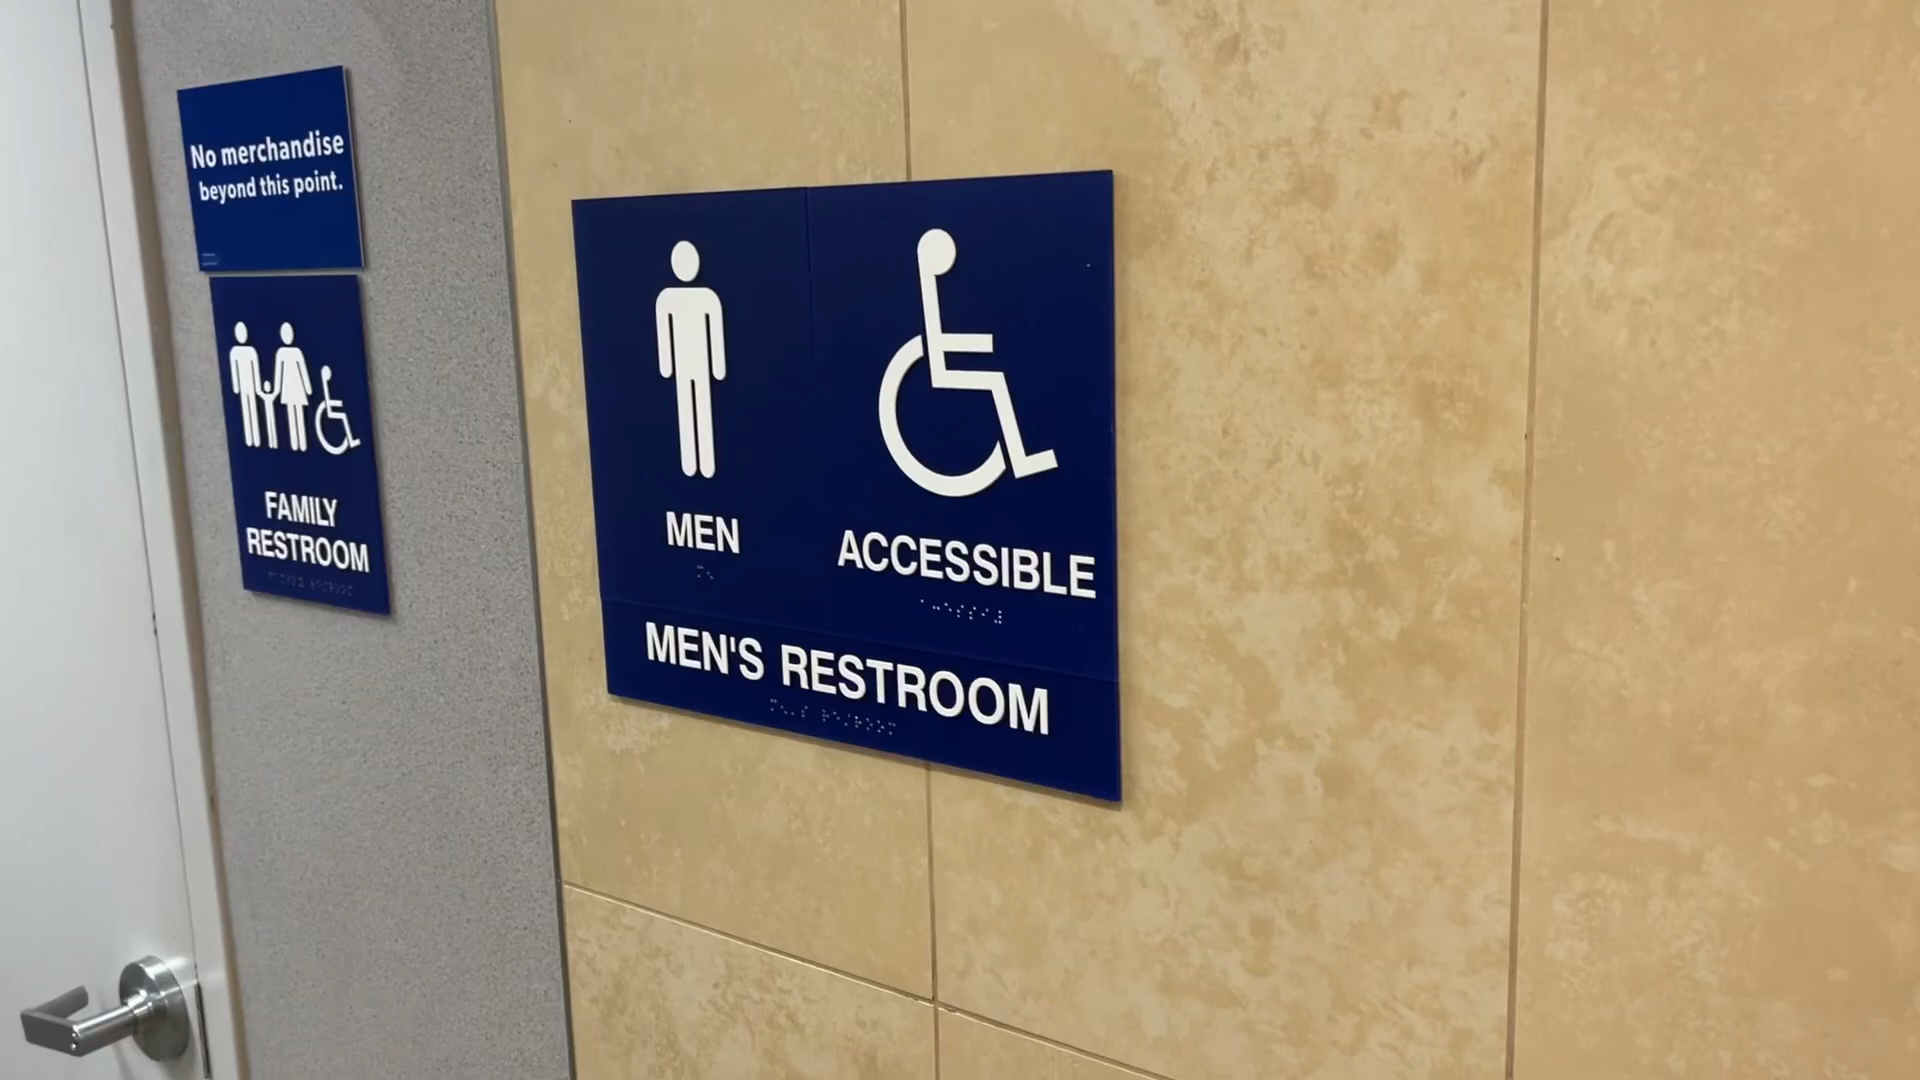 No merchandise
beyond this point.
FAMILY
RESTROOM
MEN
ACCESSIBLE
MEN'S RESTROOM